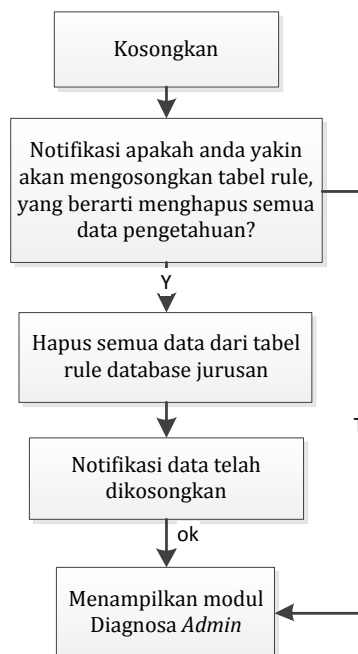 Kosongkan
Notifikasi apakah anda yakin
akan mengosongkan tabel rule,
yang berarti menghapus semua
data pengetahuan?
Y
Hapus semua data dari tabel
rule database jurusan
T
Notifikasi data telah
dikosongkan
ok
Menampilkan modul
Diagnosa Admin